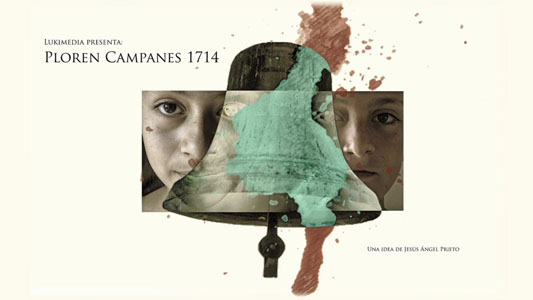 Lukimedia presenta:
Ploren Campanes 1714
Una idea de Jesús Ángel Prieto